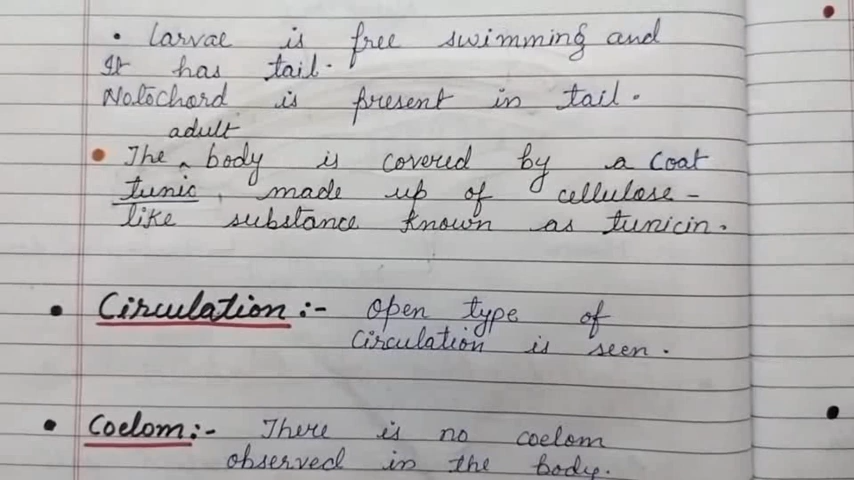 • Larvae is free swimming and
It has tail.
Notochord is present in tail.
adult
• The ^ body is covered by a coat
tunic, made up of cellulose-
like substance known as tunicin.
• Circulation :- Open type of
Circulation is seen.
• Coelom :- There is no coelom
observed in the body.